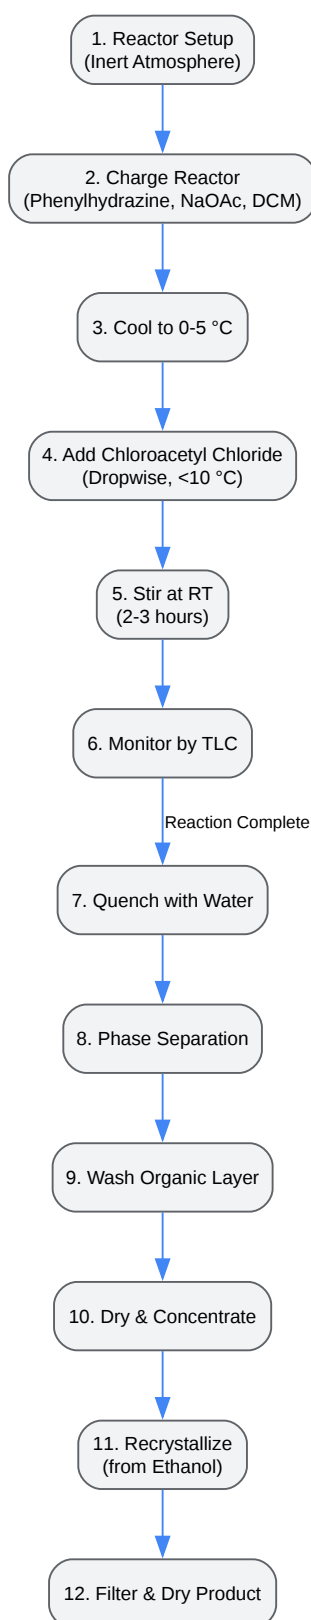 1. Reactor Setup
(Inert Atmosphere)
2. Charge Reactor
(Phenylhydrazine, NaOAc, DCM)
3. Cool to 0-5 °C
4. Add Chloroacetyl Chloride
(Dropwise, <10 °C)
5. Stir at RT
(2-3 hours)
6. Monitor by TLC
Reaction Complete
7. Quench with Water
8. Phase Separation
9. Wash Organic Layer
10. Dry & Concentrate
11. Recrystallize
(from Ethanol)
12. Filter & Dry Product